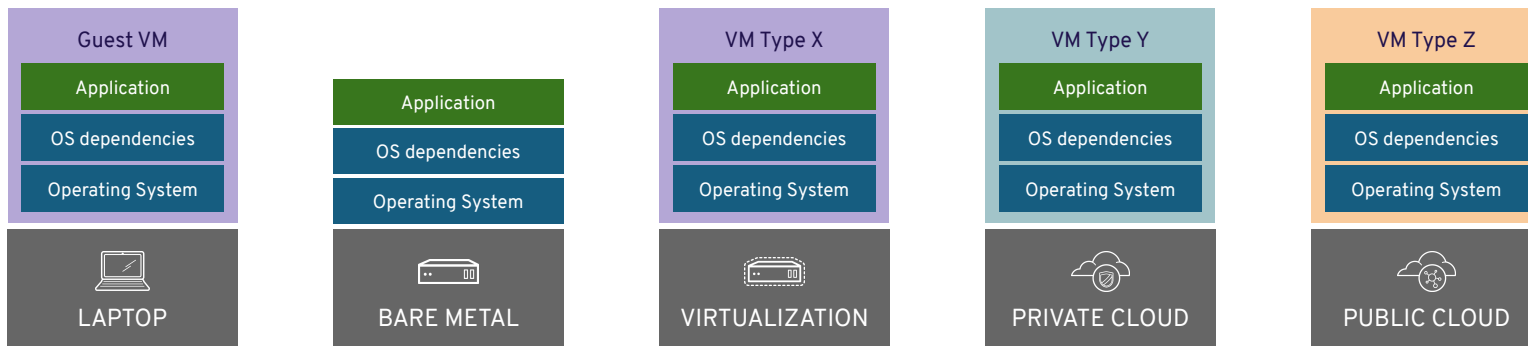 Guest VM
Application
OS dependencies
Operating System
LAPTOP
Application
OS dependencies
Operating System
BARE METAL
VM Type X
Application
OS dependencies
Operating System
VIRTUALIZATION
VM Type Y
Application
OS dependencies
Operating System
PRIVATE CLOUD
VM Type Z
Application
OS dependencies
Operating System
PUBLIC CLOUD